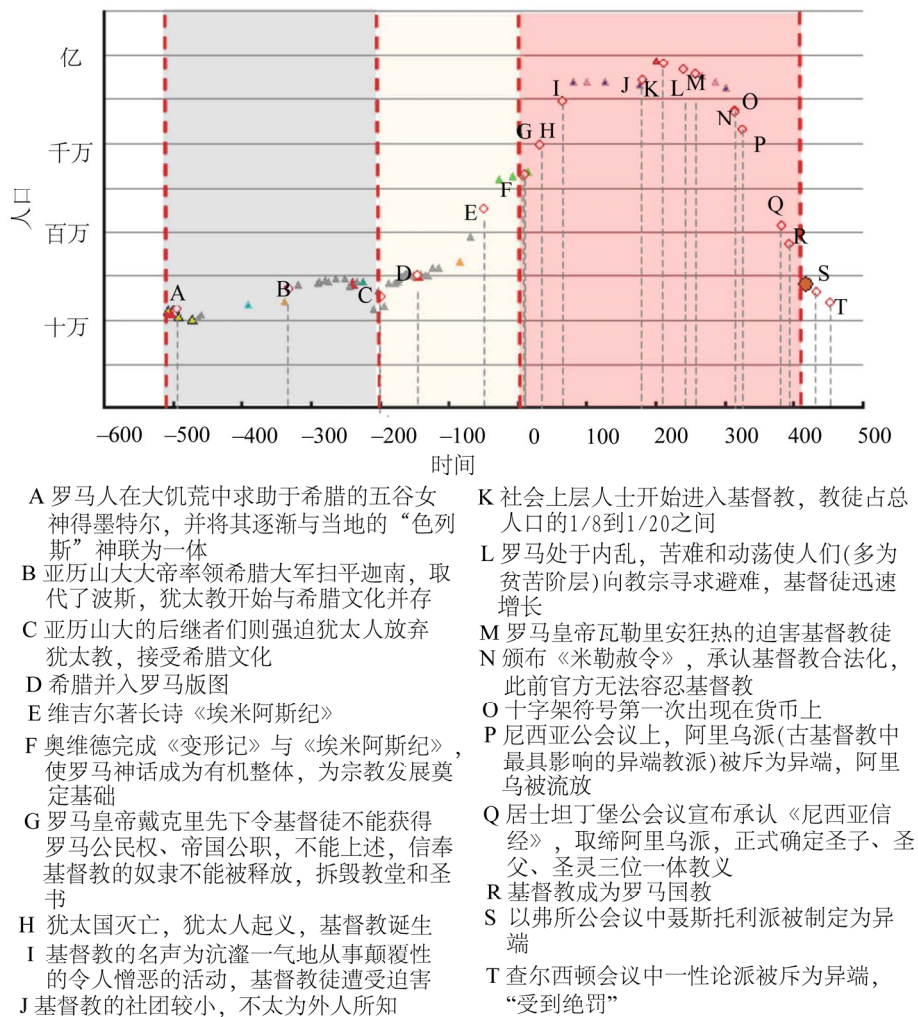 亿
千万
百万
十万
人口
A
B
C
D
E
F
G H
I
J K L M
N
O
P
Q
R
S
T
–600 –500 –400 –300 –200 –100 0 100 200 300 400 500
时间
A 罗马人在大饥荒中求助于希腊的五谷女
神得墨特尔，并将其逐渐与当地的“色列
斯”神联为一体
B 亚历山大大帝率领希腊大军扫平迦南，取
代了波斯，犹太教开始与希腊文化并存
C 亚历山大的后继者们则强迫犹太人放弃
犹太教，接受希腊文化
D 希腊并入罗马版图
E 维吉尔著长诗《埃米阿斯纪》
F 奥维德完成《变形记》与《埃米阿斯纪》，
使罗马神话成为有机整体，为宗教发展奠
定基础
G 罗马皇帝戴克里先下令基督徒不能获得
罗马公民权、帝国公职，不能上述，信奉
基督教的奴隶不能被释放，拆毁教堂和圣
书
H 犹太国灭亡，犹太人起义，基督教诞生
I 基督教的名声为沆瀣一气地从事颠覆性
的令人憎恶的活动，基督教徒遭受迫害
J 基督教的社团较小，不太为外人所知
K 社会上层人士开始进入基督教，教徒占总
人口的1/8到1/20之间
L 罗马处于内乱，苦难和动荡使人们(多为
贫苦阶层)向教宗寻求避难，基督徒迅速
增长
M 罗马皇帝瓦勒里安狂热的迫害基督教徒
N 颁布《米勒赦令》，承认基督教合法化，
此前官方无法容忍基督教
O 十字架符号第一次出现在货币上
P 尼西亚公会议上，阿里乌派(古基督教中
最具影响的异端教派)被斥为异端，阿里
乌被流放
Q 居士坦丁堡公会议宣布承认《尼西亚信
经》，取缔阿里乌派，正式确定圣子、圣
父、圣灵三位一体教义
R 基督教成为罗马国教
S 以弗所公会议中聂斯托利派被制定为异
端
T 查尔西顿会议中一性论派被斥为异端，
“受到绝罚”